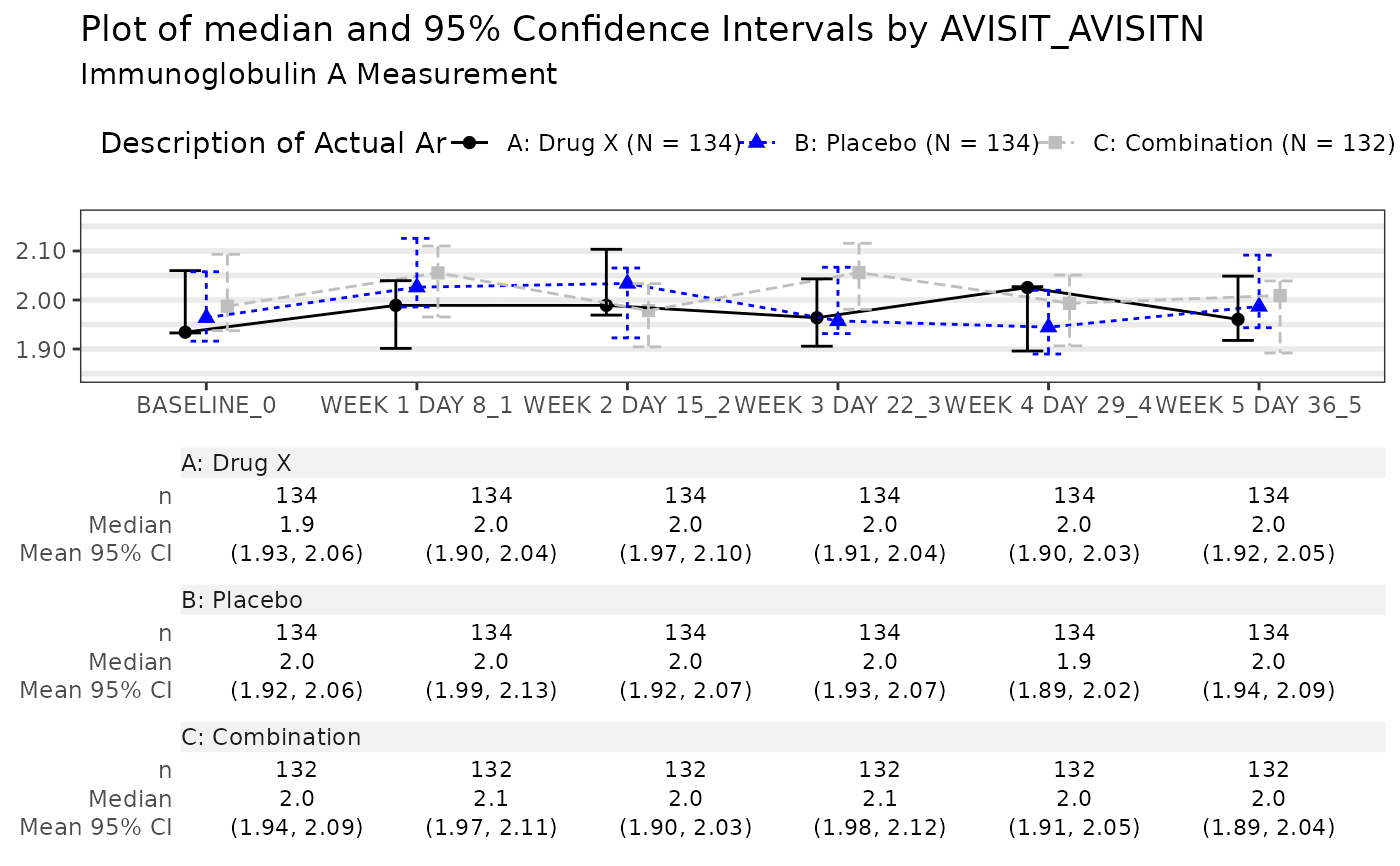 Plot of median and 95% Confidence Intervals by AVISIT_AVISITN
Immunoglobulin A Measurement
Description of Actual Ar A: Drug X (N = 134) B: Placebo (N = 134) C: Combination (N = 132)
2.10
2.00
1.90
BASELINE_0 WEEK 1 DAY 8_1 WEEK 2 DAY 15_2 WEEK 3 DAY 22_3 WEEK 4 DAY 29_4 WEEK 5 DAY 36_5
A: Drug X
n 134 134 134 134 134 134
Median 1.9 2.0 2.0 2.0 2.0 2.0
Mean 95% CI (1.93, 2.06) (1.90, 2.04) (1.97, 2.10) (1.91, 2.04) (1.90, 2.03) (1.92, 2.05)
B: Placebo
n 134 134 134 134 134 134
Median 2.0 2.0 2.0 2.0 1.9 2.0
Mean 95% CI (1.92, 2.06) (1.99, 2.13) (1.92, 2.07) (1.93, 2.07) (1.89, 2.02) (1.94, 2.09)
C: Combination
n 132 132 132 132 132 132
Median 2.0 2.1 2.0 2.1 2.0 2.0
Mean 95% CI (1.94, 2.09) (1.97, 2.11) (1.90, 2.03) (1.98, 2.12) (1.91, 2.05) (1.89, 2.04)